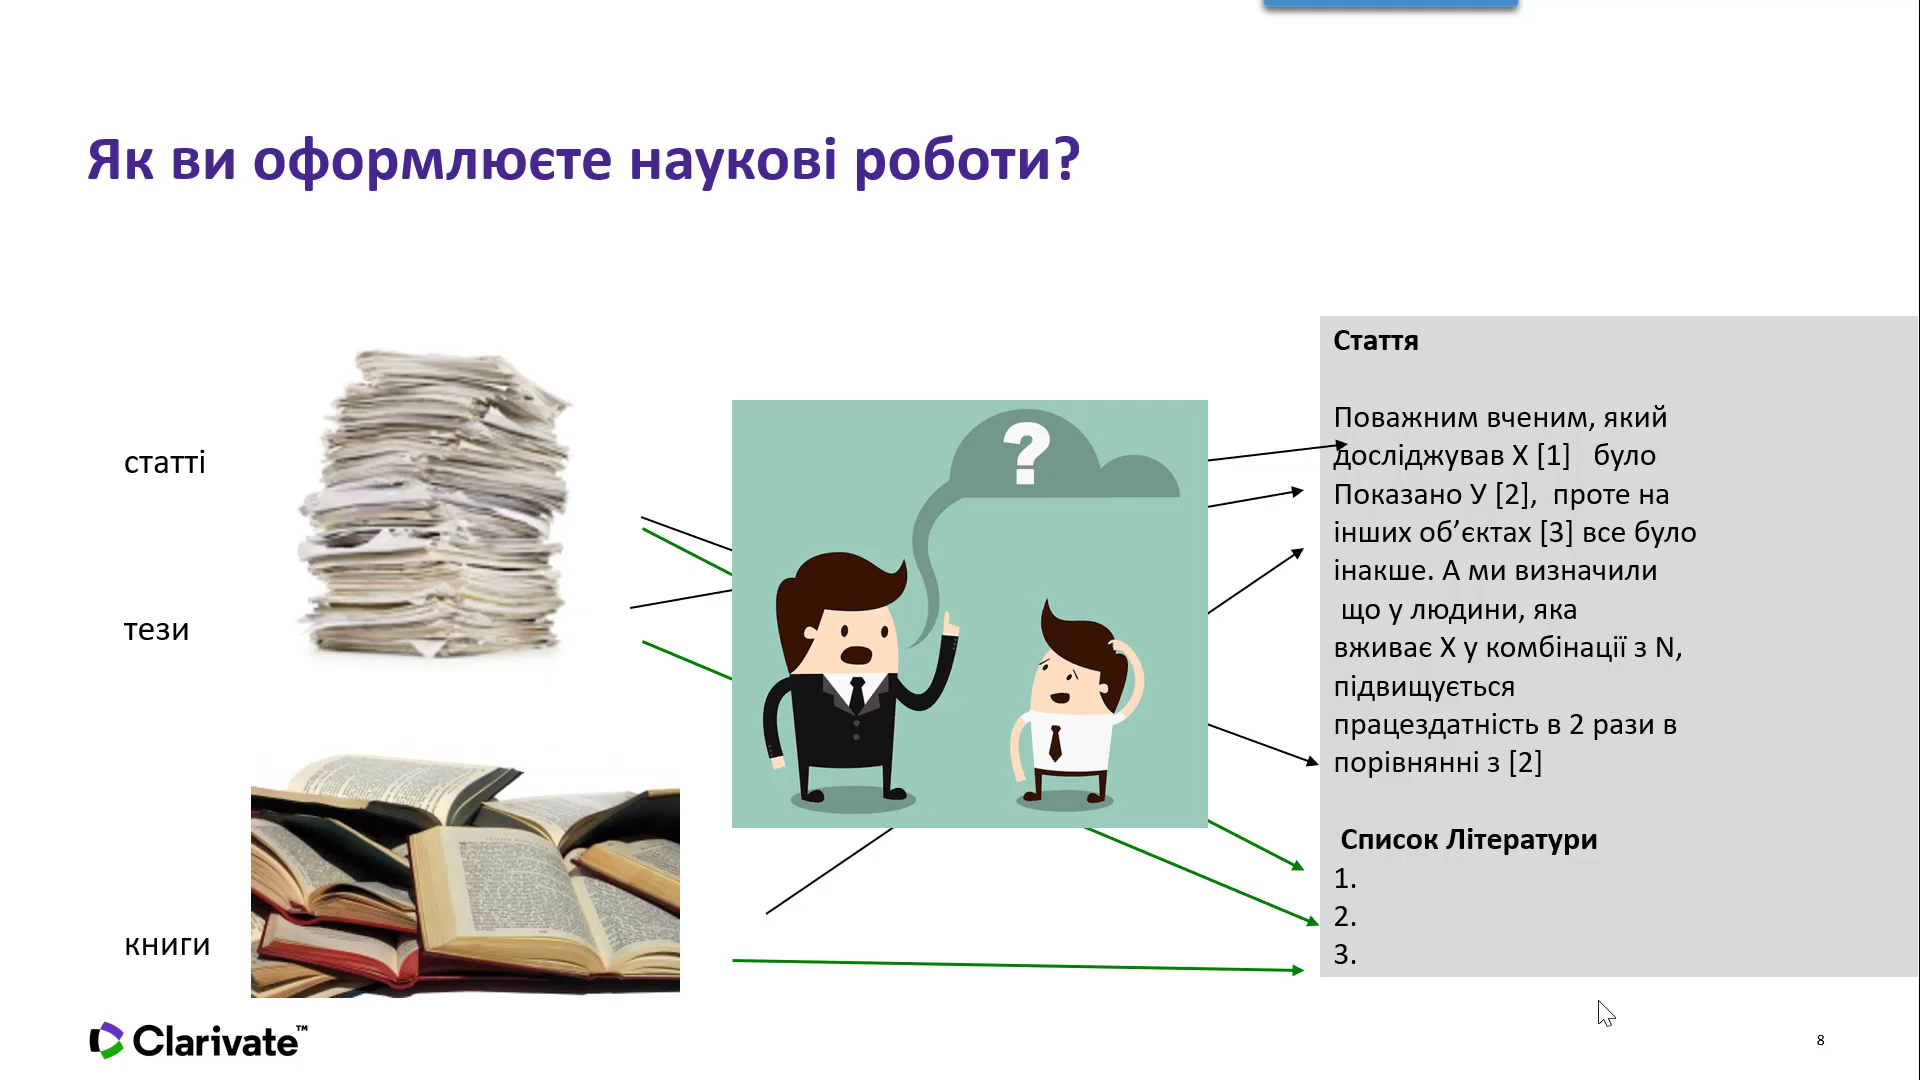 Як ви оформлюєте наукові роботи?
статті
тези
книги
?
Стаття
Поважним вченим, який
досліджував Х [1] було
Показано У [2], проте на
інших об’єктах [3] все було
інакше. А ми визначили
що у людини, яка
вживає Х у комбінації з N,
підвищується
працездатність в 2 рази в
порівнянні з [2]
Список Літератури
1.
2.
3.
Clarivate™
8